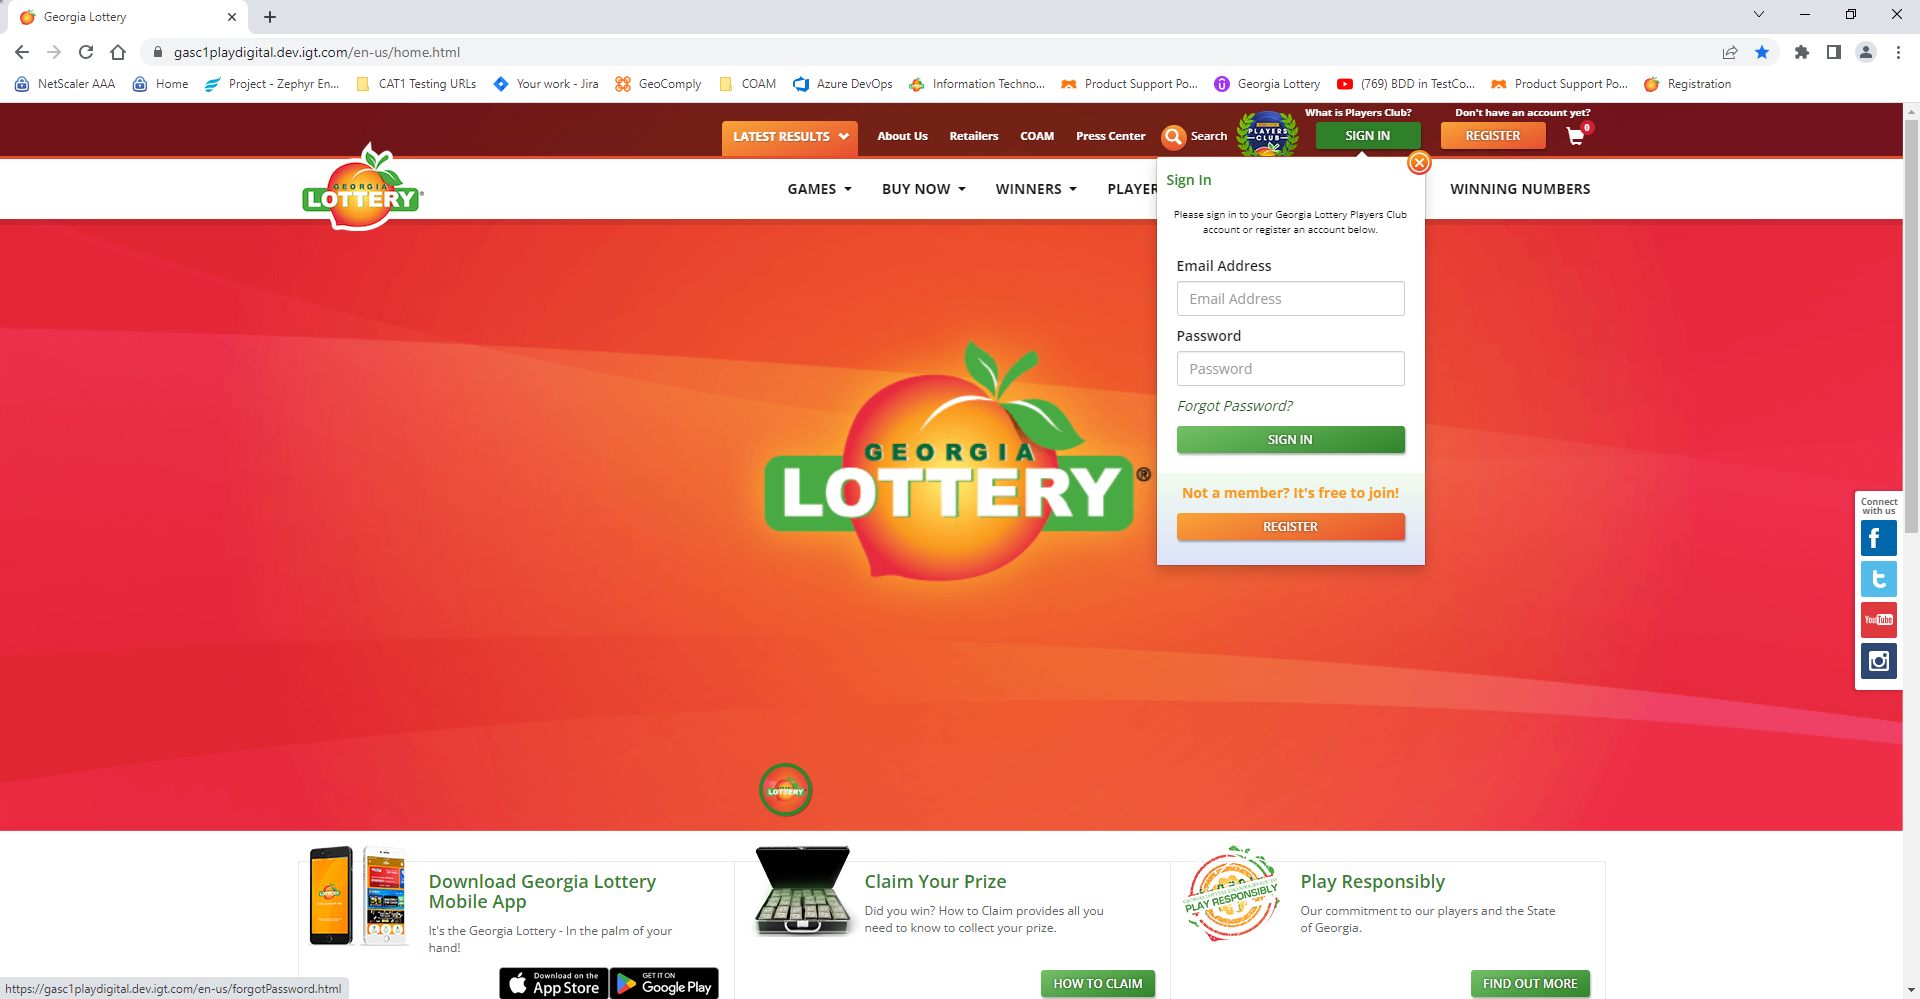 Georgia Lottery
gasc1playdigital.dev.igt.com/en-us/home.html
NetScaler AAA
Home
Project - Zephyr En...
CAT1 Testing URLs
Your work - Jira
GeoComply
COAM
Azure DevOps
Information Techno...
Product Support Po...
Georgia Lottery
(769) BDD in TestCo...
Product Support Po...
Registration
What is Players Club?
Don't have an account yet?
LATEST RESULTS
About Us
Retailers
COAM
Press Center
Search
PLAYERS
CLUB
SIGN IN
REGISTER
0
GEORGIA
LOTTERY
GAMES
BUY NOW
WINNERS
PLAYER
WINNING NUMBERS
Sign In
Please sign in to your Georgia Lottery Players Club
account or register an account below.
Email Address
Email Address
Password
Password
Forgot Password?
SIGN IN
Not a member? It's free to join!
REGISTER
GEORGIA
LOTTERY®
Connect
with us
You Tube
LOTTERY
Download Georgia Lottery
Mobile App
It's the Georgia Lottery - In the palm of your
hand!
Download on the
App Store
GET IT ON
Google Play
Claim Your Prize
Did you win? How to Claim provides all you
need to know to collect your prize.
HOW TO CLAIM
PLAY RESPONSIBLY
Play Responsibly
Our commitment to our players and the State
of Georgia.
FIND OUT MORE
https://gasc1playdigital.dev.igt.com/en-us/forgotPassword.html